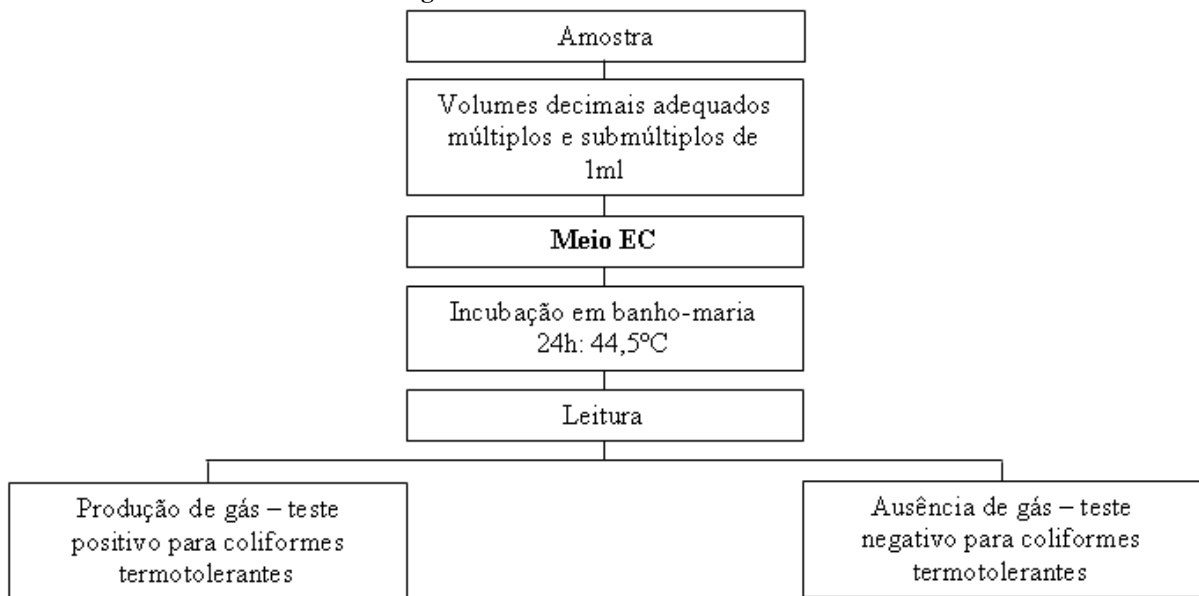 Amostra
Volumes decimais adequados
múltiplos e submúltiplos de
1ml
Meio EC
Incubação em banho-maria
24h: 44,5ºC
Leitura
Produção de gás – teste
positivo para coliformes
termotolerantes
Ausência de gás – teste
negativo para coliformes
termotolerantes